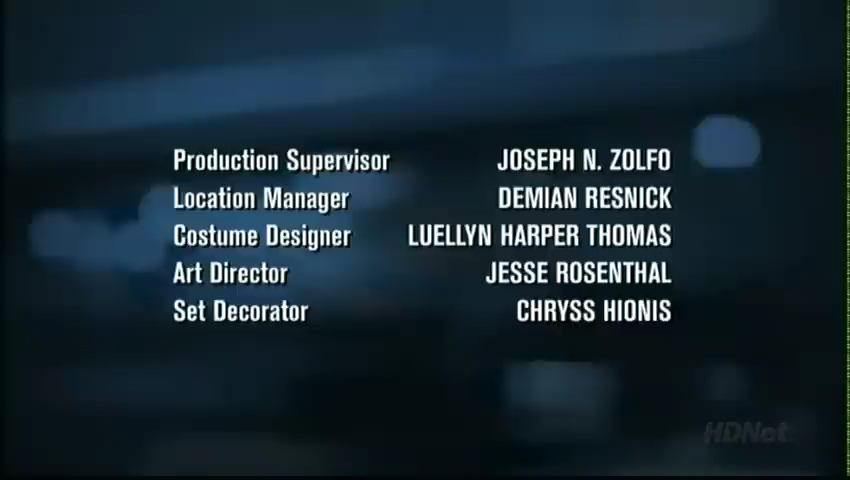 Production Supervisor JOSEPH N. ZOLFO
Location Manager DEMIAN RESNICK
Costume Designer LUELLYN HARPER THOMAS
Art Director JESSE ROSENTHAL
Set Decorator CHRYSS HIONIS
HDNet